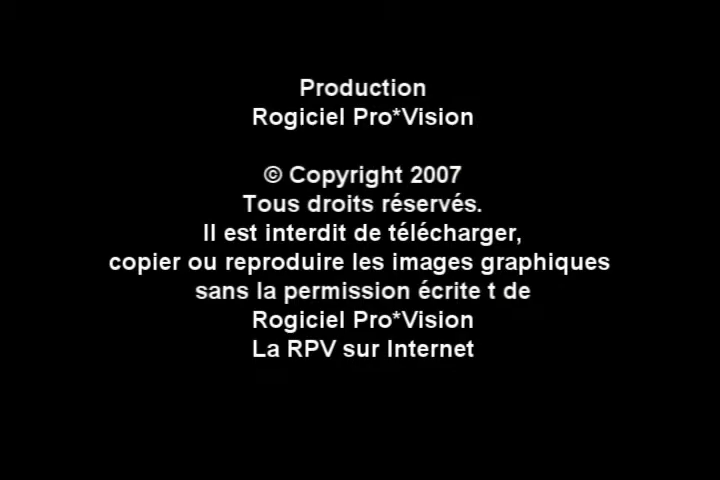 Production
Rogiciel Pro*Vision
© Copyright 2007
Tous droits réservés.
Il est interdit de télécharger,
copier ou reproduire les images graphiques
sans la permission écrite t de
Rogiciel Pro*Vision
La RPV sur Internet